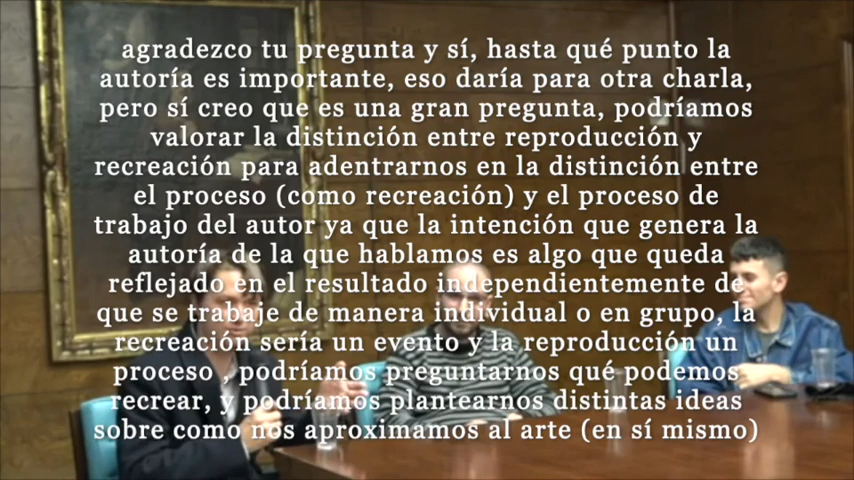 agradezco tu pregunta y sí, hasta qué punto la
autoría es importante, eso daría para otra charla,
pero sí creo que es una gran pregunta, podríamos
valorar la distinción entre reproducción y
recreación para adentrarnos en la distinción entre
el proceso (como recreación) y el proceso de
trabajo del autor ya que la intención que genera la
autoría de la que hablamos es algo que queda
reflejado en el resultado independientemente de
que se trabaje de manera individual o en grupo, la
recreación sería un evento y la reproducción un
proceso , podríamos preguntarnos qué podemos
recrear, y podríamos plantearnos distintas ideas
sobre como nos aproximamos al arte (en sí mismo)